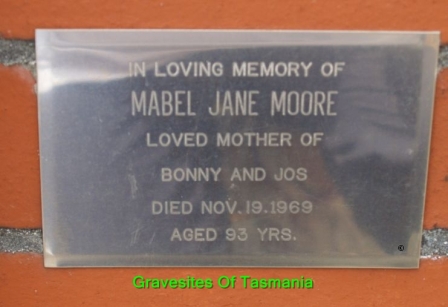 IN LOVING MEMORY OF
MABEL JANE MOORE
LOVED MOTHER OF
BONNY AND JOS
DIED NOV. 19. 1969
AGED 93 YRS.
©
Gravesites Of Tasmania